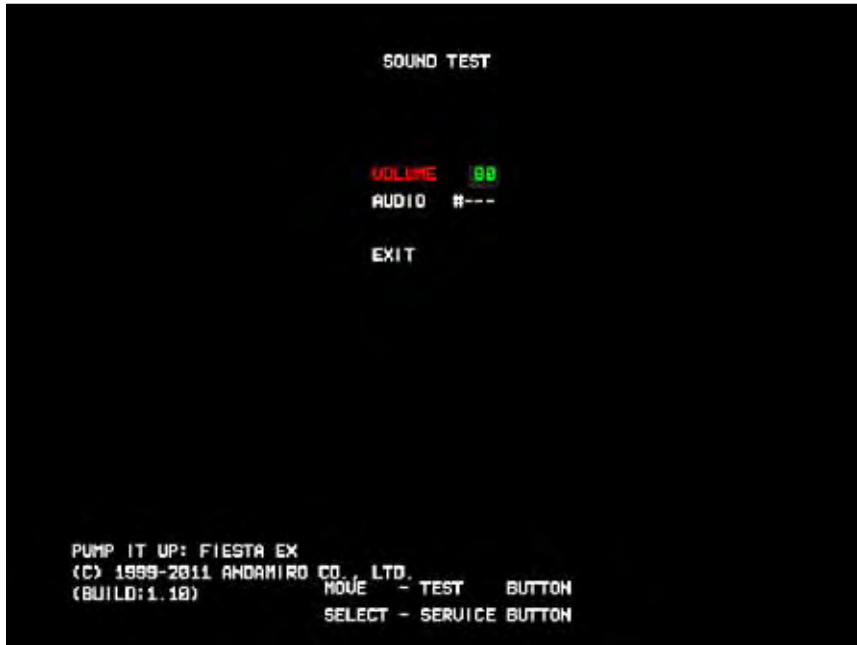 SOUND TEST
VOLUME 80
AUDIO #---
EXIT
PUMP IT UP: FIESTA EX
(C) 1999-2011 ANDAMIRO CO., LTD.
(BUILD:1.10)
MOVE - TEST BUTTON
SELECT - SERVICE BUTTON